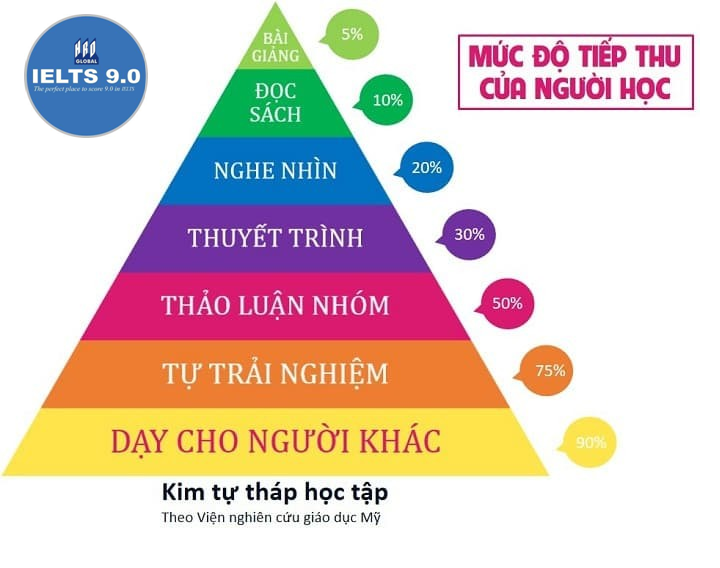 GLOBAL
IELTS 9.0
The perfect place to score 9.0 in IELTS
MỨC ĐỘ TIẾP THU
CỦA NGƯỜI HỌC
BÀI
GIẢNG
5%
ĐỌC
SÁCH
10%
NGHE NHÌN
20%
THUYẾT TRÌNH
30%
THẢO LUẬN NHÓM
50%
TỰ TRẢI NGHIỆM
75%
DẠY CHO NGƯỜI KHÁC
90%
Kim tự tháp học tập
Theo Viện nghiên cứu giáo dục Mỹ